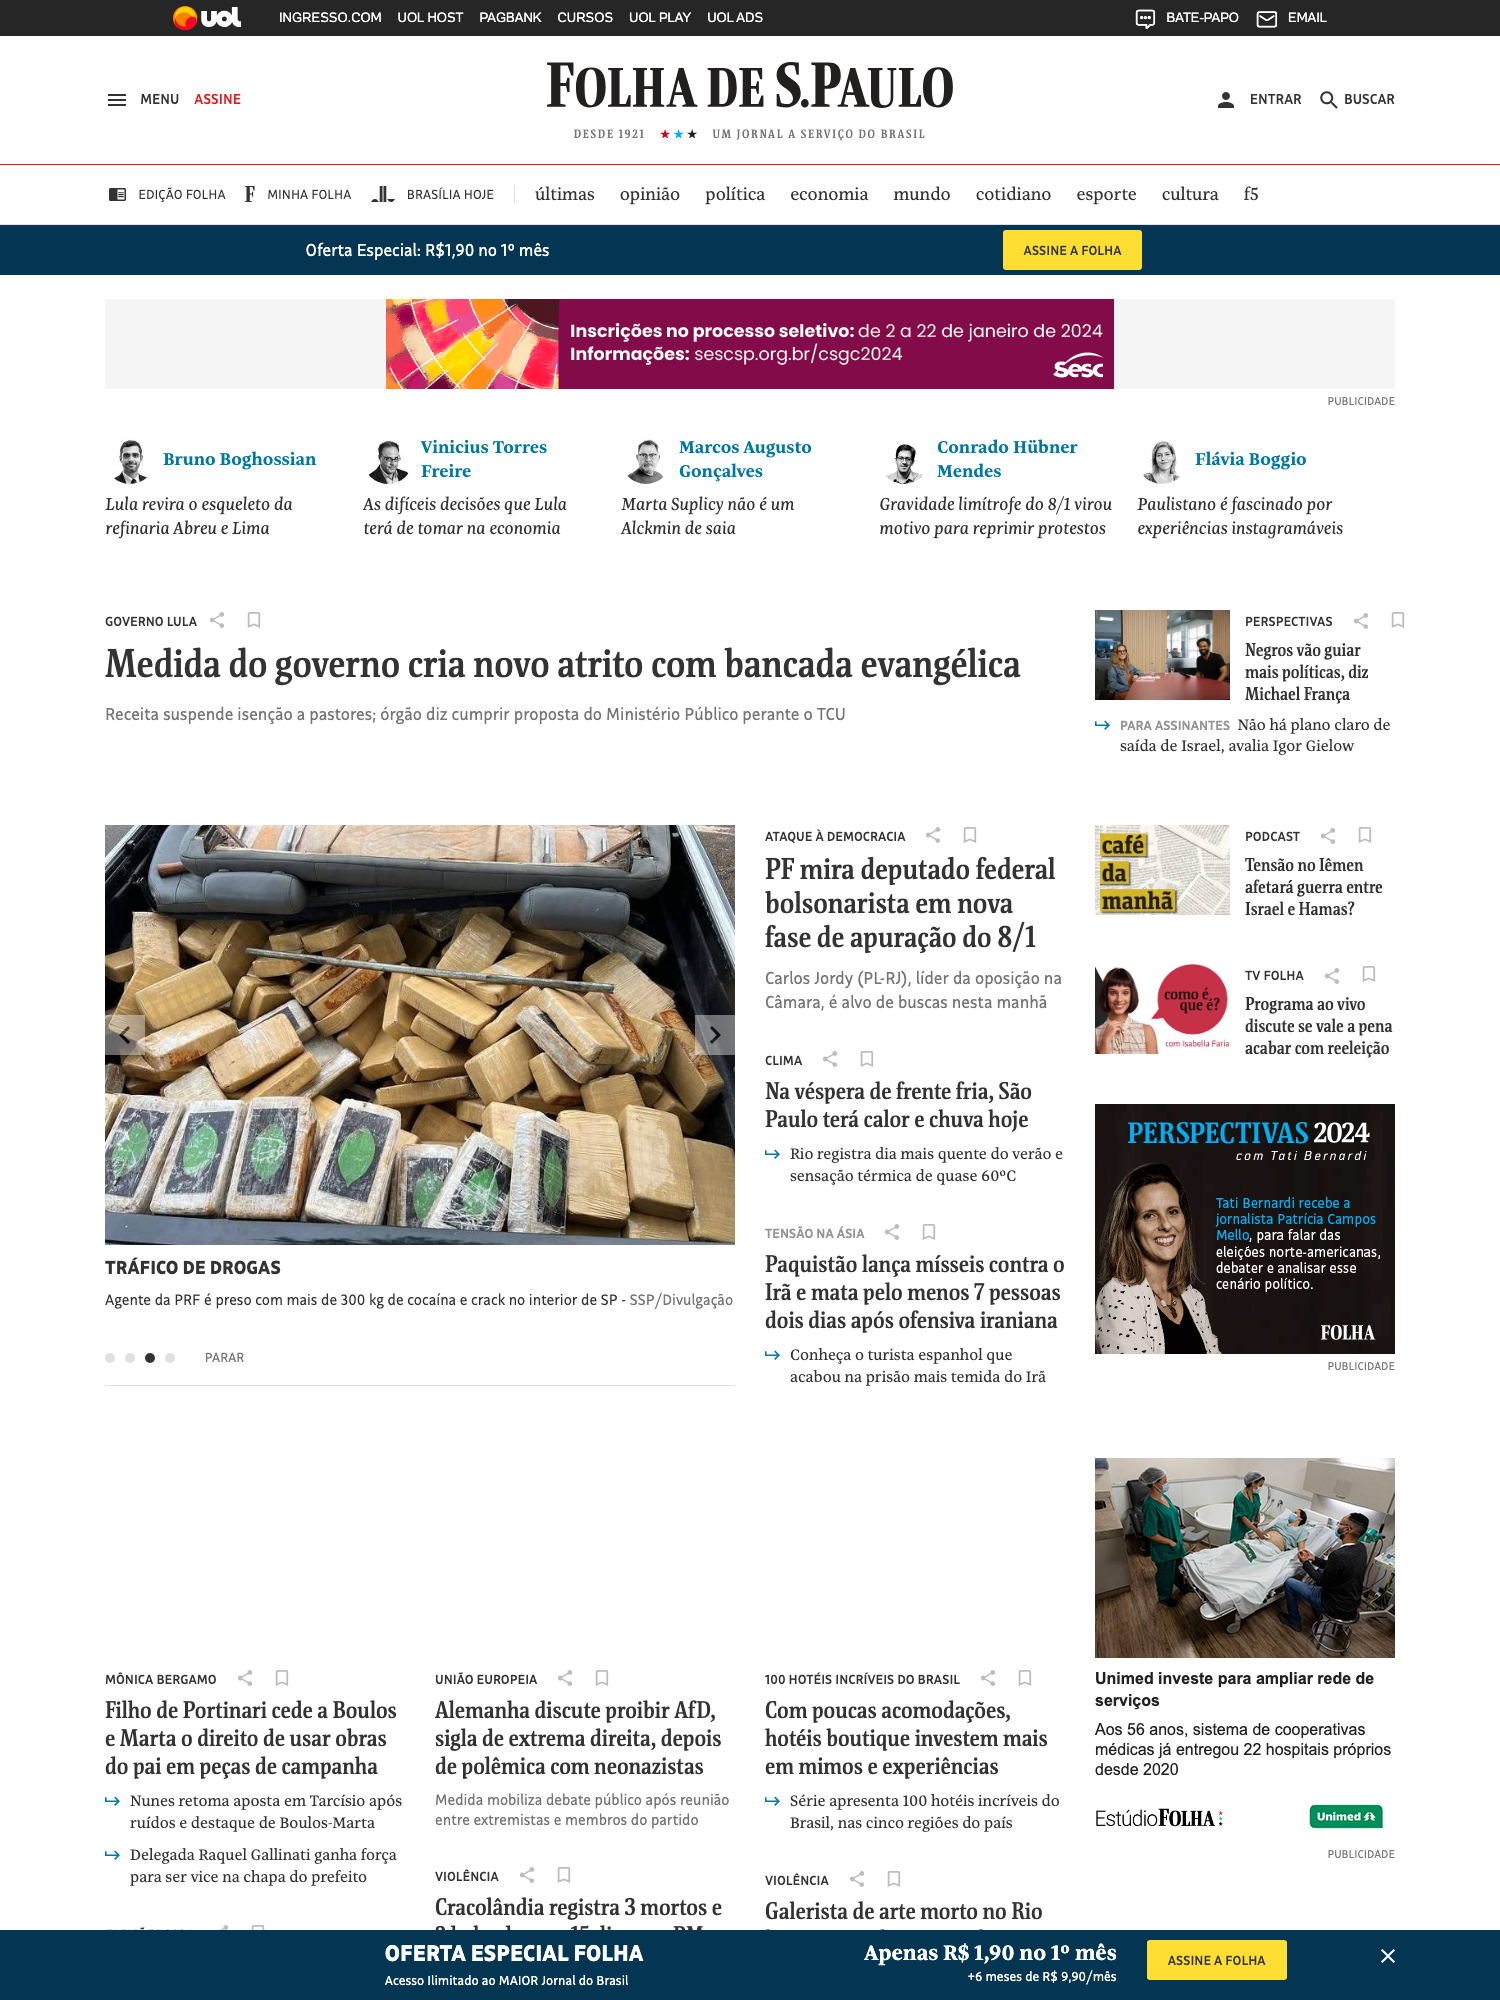 uol
INGRESSO.COM UOL HOST PAGBANK CURSOS UOL PLAY UOL ADS
BATE-PAPO EMAIL
MENU ASSINE
FOLHA DE S.PAULO
DESDE 1921 ★★★ UM JORNAL A SERVIÇO DO BRASIL
ENTRAR BUSCAR
EDIÇÃO FOLHA F MINHA FOLHA BRASÍLIA HOJE
últimas opinião política economia mundo cotidiano esporte cultura f5
Oferta Especial: R$1,90 no 1º mês
ASSINE A FOLHA
Inscrições no processo seletivo: de 2 a 22 de janeiro de 2024
Informações: sescsp.org.br/csgc2024
Sesc
PUBLICIDADE
Bruno Boghossian
Lula revira o esqueleto da
refinaria Abreu e Lima
Vinicius Torres
Freire
As difíceis decisões que Lula
terá de tomar na economia
Marcos Augusto
Gonçalves
Marta Suplicy não é um
Alckmin de saia
Conrado Hübner
Mendes
Gravidade limítrofe do 8/1 virou
motivo para reprimir protestos
Flávia Boggio
Paulistano é fascinado por
experiências instagramáveis
GOVERNO LULA
Medida do governo cria novo atrito com bancada evangélica
Receita suspende isenção a pastores; órgão diz cumprir proposta do Ministério Público perante o TCU
PERSPECTIVAS
Negros vão guiar
mais políticas, diz
Michael França
PARA ASSINANTES Não há plano claro de
saída de Israel, avalia Igor Gielow
TRÁFICO DE DROGAS
Agente da PRF é preso com mais de 300 kg de cocaína e crack no interior de SP - SSP/Divulgação
PARAR
ATAQUE À DEMOCRACIA
PF mira deputado federal
bolsonarista em nova
fase de apuração do 8/1
Carlos Jordy (PL-RJ), líder da oposição na
Câmara, é alvo de buscas nesta manhã
CLIMA
Na véspera de frente fria, São
Paulo terá calor e chuva hoje
Rio registra dia mais quente do verão e
sensação térmica de quase 60ºC
TENSÃO NA ÁSIA
Paquistão lança mísseis contra o
Irã e mata pelo menos 7 pessoas
dois dias após ofensiva iraniana
Conheça o turista espanhol que
acabou na prisão mais temida do Irã
café
da
manhã
PODCAST
Tensão no Iêmen
afetará guerra entre
Israel e Hamas?
como é
que é?
com Isabella Faria
TV FOLHA
Programa ao vivo
discute se vale a pena
acabar com reeleição
PERSPECTIVAS 2024
com Tati Bernardi
Tati Bernardi recebe a
jornalista Patrícia Campos
Mello, para falar das
eleições norte-americanas,
debater e analisar esse
cenário político.
FOLHA
PUBLICIDADE
Unimed investe para ampliar rede de
serviços
Aos 56 anos, sistema de cooperativas
médicas já entregou 22 hospitais próprios
desde 2020
EstúdioFOLHA
Unimed
PUBLICIDADE
MÔNICA BERGAMO
Filho de Portinari cede a Boulos
e Marta o direito de usar obras
do pai em peças de campanha
Nunes retoma aposta em Tarcísio após
ruídos e destaque de Boulos-Marta
Delegada Raquel Gallinati ganha força
para ser vice na chapa do prefeito
UNIÃO EUROPEIA
Alemanha discute proibir AfD,
sigla de extrema direita, depois
de polêmica com neonazistas
Medida mobiliza debate público após reunião
entre extremistas e membros do partido
VIOLÊNCIA
Cracolândia registra 3 mortos e
100 HOTÉIS INCRÍVEIS DO BRASIL
Com poucas acomodações,
hotéis boutique investem mais
em mimos e experiências
Série apresenta 100 hotéis incríveis do
Brasil, nas cinco regiões do país
VIOLÊNCIA
Galerista de arte morto no Rio
OFERTA ESPECIAL FOLHA
Acesso Ilimitado ao MAIOR Jornal do Brasil
Apenas R$ 1,90 no 1º mês
+6 meses de R$ 9,90/mês
ASSINE A FOLHA